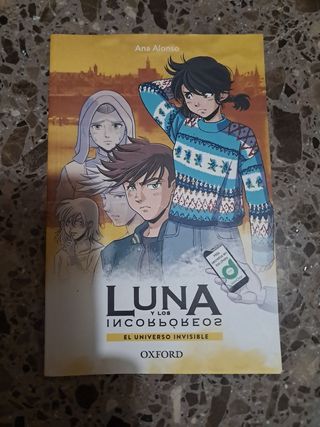 Ana Alonso
LUNA
Y LOS
INCORPÓREOS
EL UNIVERSO INVISIBLE
OXFORD